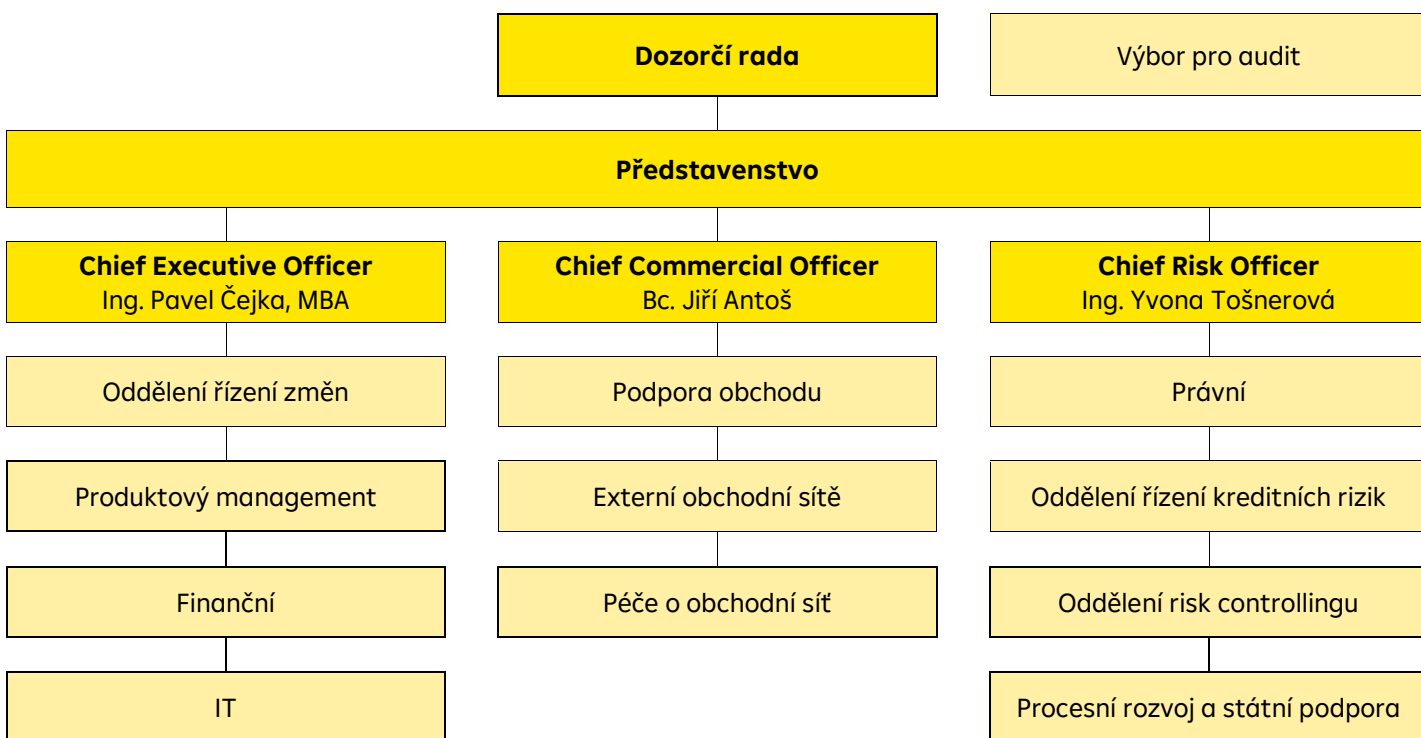 Dozorčí rada
Výbor pro audit
Představenstvo
Chief Executive Officer
Ing. Pavel Čejka, MBA
Chief Commercial Officer
Bc. Jiří Antoš
Chief Risk Officer
Ing. Yvona Tošnerová
Oddělení řízení změn
Podpora obchodu
Právní
Produktový management
Externí obchodní sítě
Oddělení řízení kreditních rizik
Finanční
Péče o obchodní síť
Oddělení risk controllingu
IT
Procesní rozvoj a státní podpora